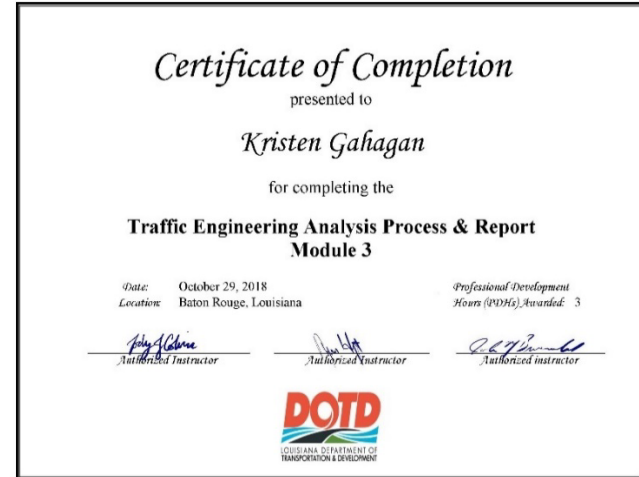 Certificate of Completion
presented to
Kristen Gahagan
for completing the
Traffic Engineering Analysis Process & Report
Module 3
Date: October 29, 2018
Location: Baton Rouge, Louisiana
Professional Development
Hours (PDHs) Awarded: 3
Authorized Instructor
Authorized Instructor
Authorized instructor
DOTD
LOUISIANA DEPARTMENT OF
TRANSPORTATION & DEVELOPMENT